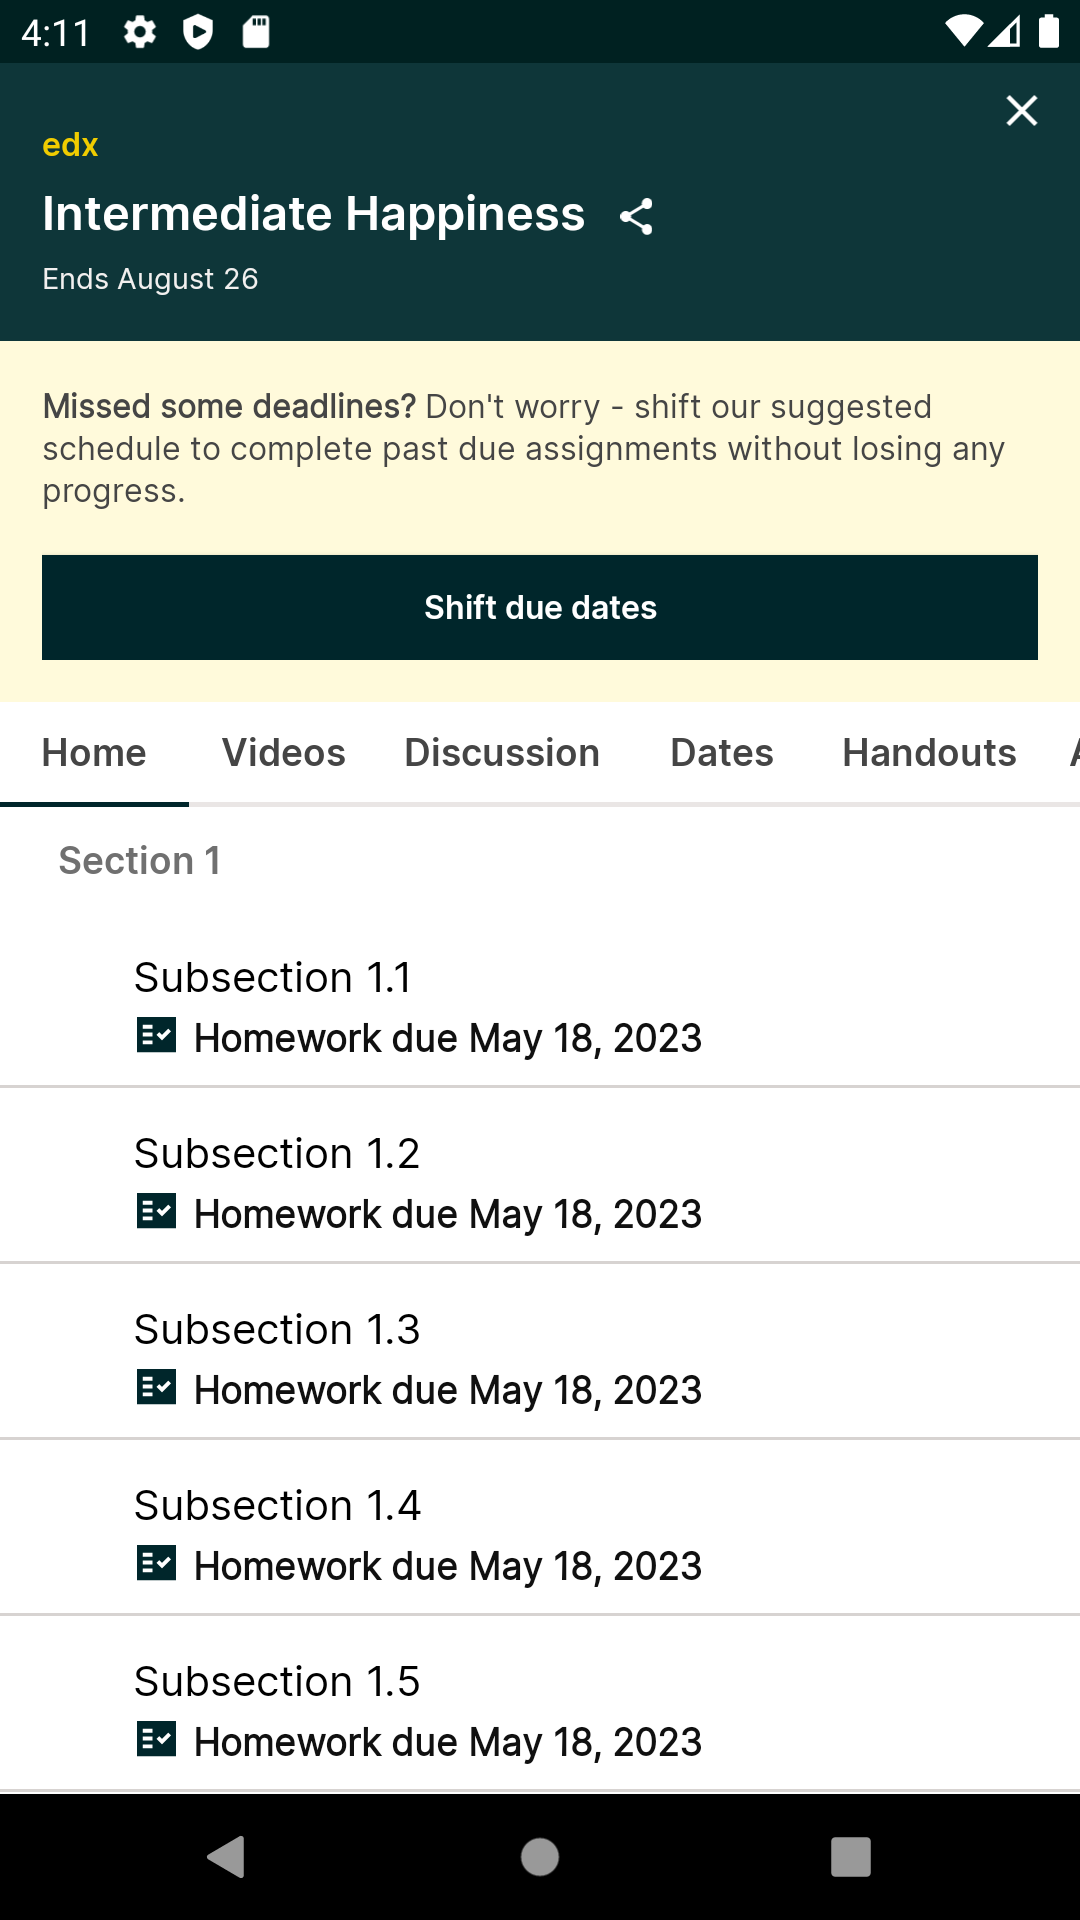 4:11
edx
Intermediate Happiness
Ends August 26
Missed some deadlines? Don't worry - shift our suggested
schedule to complete past due assignments without losing any
progress.
Shift due dates
Home Videos Discussion Dates Handouts
Section 1
Subsection 1.1
Homework due May 18, 2023
Subsection 1.2
Homework due May 18, 2023
Subsection 1.3
Homework due May 18, 2023
Subsection 1.4
Homework due May 18, 2023
Subsection 1.5
Homework due May 18, 2023